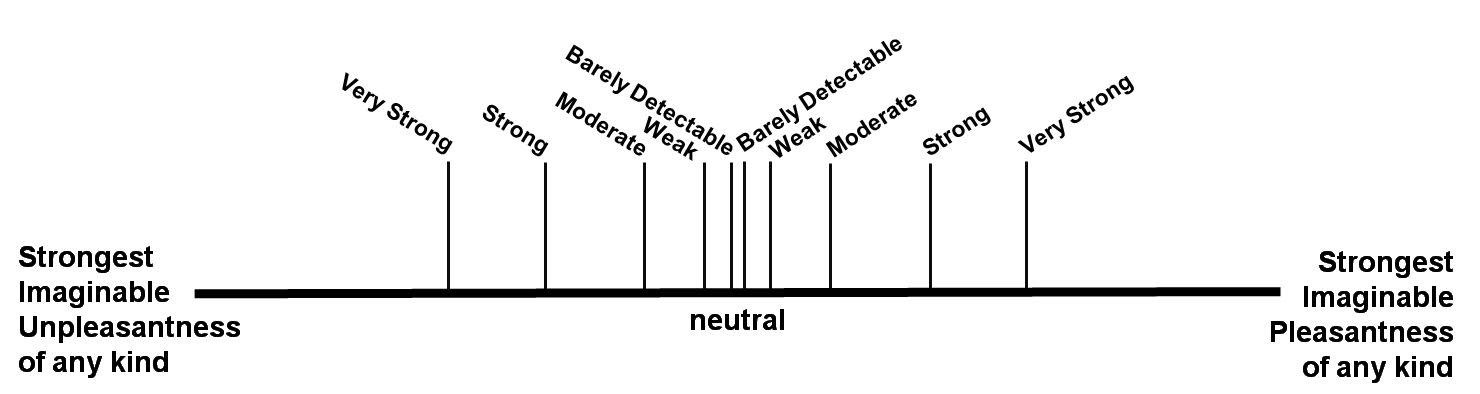 Very Strong
Strong
Moderate
Weak
Barely Detectable
Barely Detectable
Weak
Moderate
Strong
Very Strong
Strongest
Imaginable
Unpleasantness
of any kind
neutral
Strongest
Imaginable
Pleasantness
of any kind